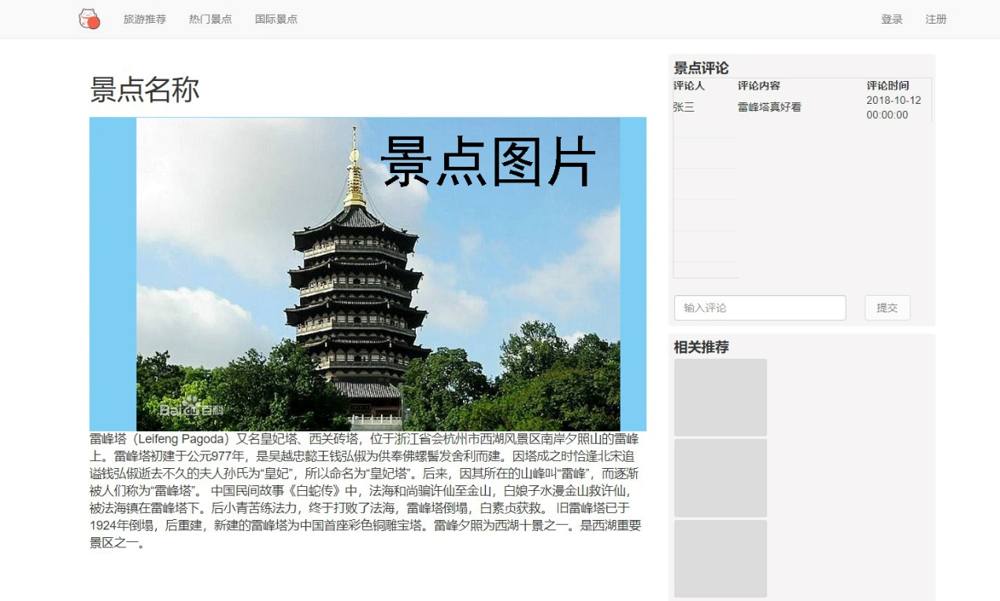 旅游推荐 热门景点 国际景点 登录 注册
景点名称
景点图片
Baidu百科
雷峰塔（Leifeng Pagoda）又名皇妃塔、西关砖塔，位于浙江省会杭州市西湖风景区南岸夕照山的雷峰
上。雷峰塔初建于公元977年，是吴越忠懿王钱弘俶为供奉佛螺髻发舍利而建。因塔成之时恰逢北宋追
谥钱弘俶逝去不久的夫人孙氏为“皇妃”，所以命名为“皇妃塔”。后来，因其所在的山峰叫“雷峰”，而逐渐
被人们称为“雷峰塔”。 中国民间故事《白蛇传》中，法海和尚骗许仙至金山，白娘子水漫金山救许仙，
被法海镇在雷峰塔下。后小青苦练法力，终于打败了法海，雷峰塔倒塌，白素贞获救。 旧雷峰塔已于
1924年倒塌，后重建，新建的雷峰塔为中国首座彩色铜雕宝塔。雷峰夕照为西湖十景之一。是西湖重要
景区之一。
景点评论
评论人 评论内容 评论时间
张三 雷峰塔真好看 2018-10-12
00:00:00
输入评论 提交
相关推荐